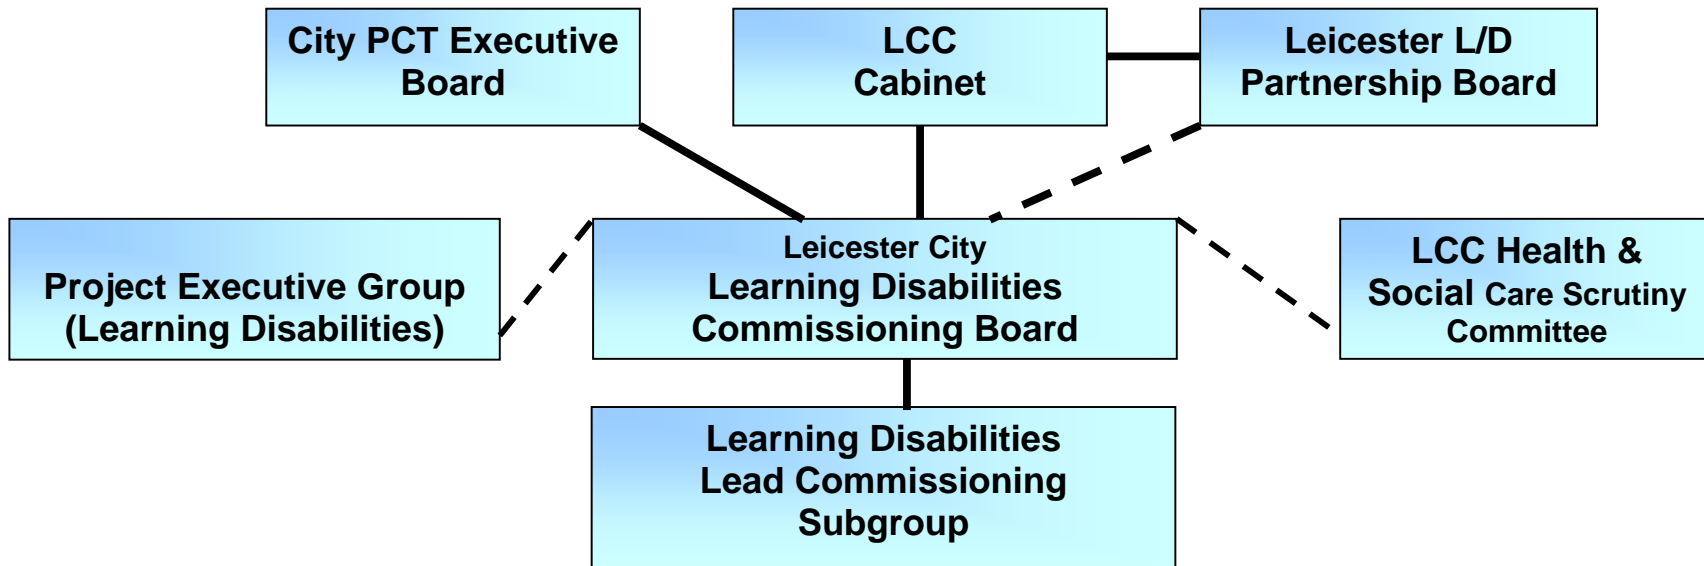 City PCT Executive
Board
LCC
Cabinet
Leicester L/D
Partnership Board
Project Executive Group
(Learning Disabilities)
Leicester City
Learning Disabilities
Commissioning Board
LCC Health &
Social Care Scrutiny
Committee
Learning Disabilities
Lead Commissioning
Subgroup